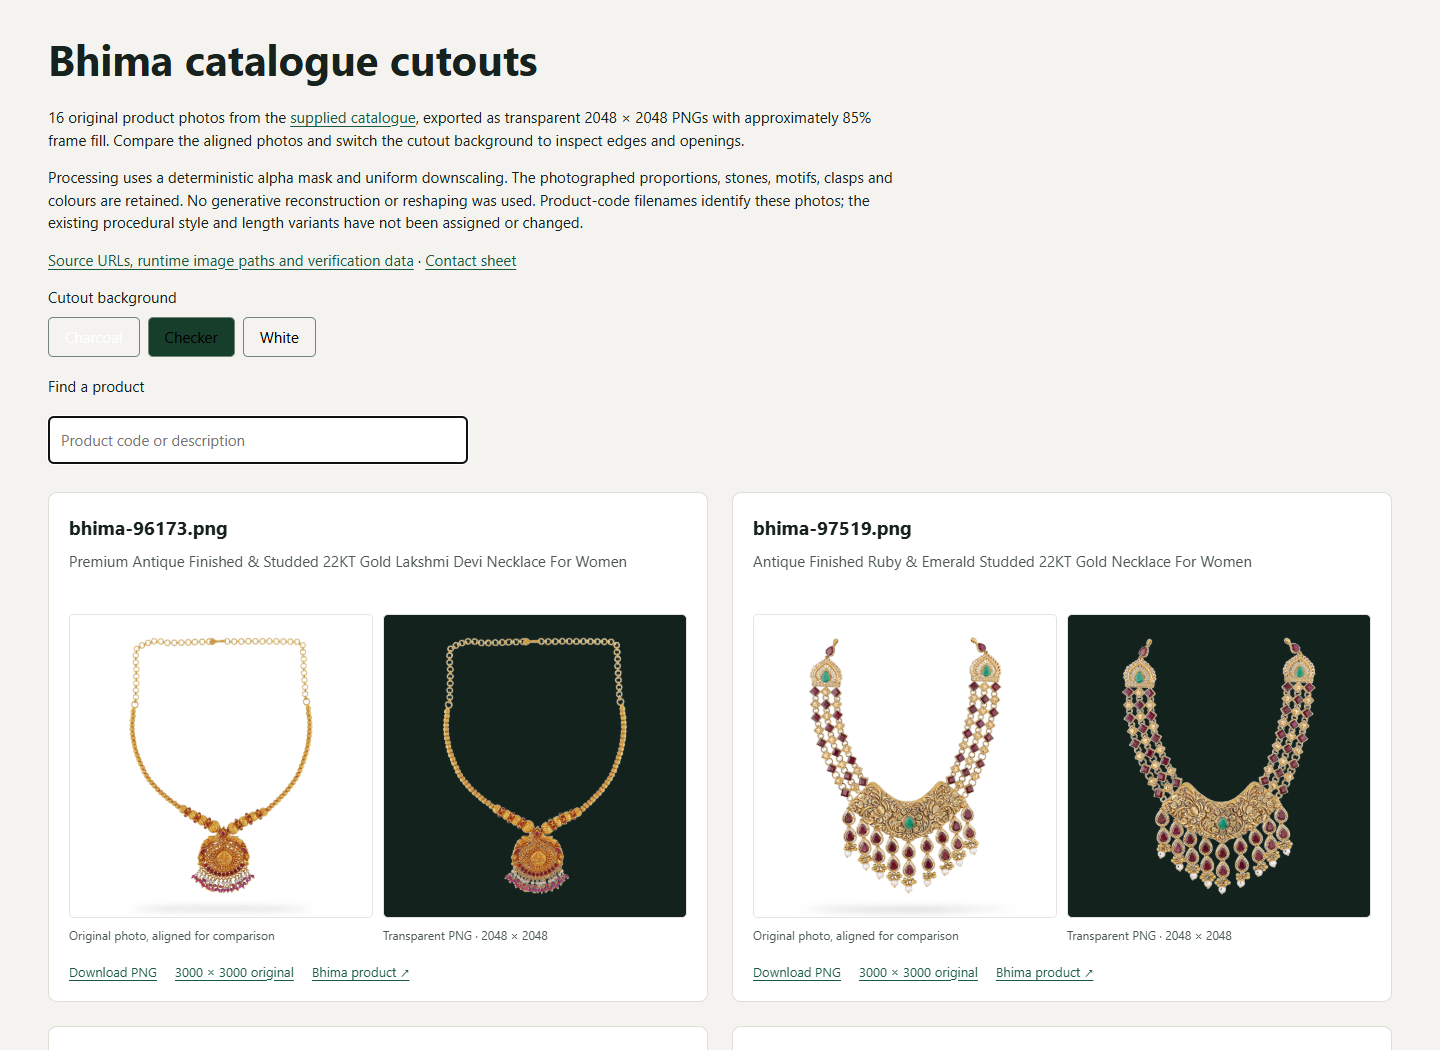 Bhima catalogue cutouts
16 original product photos from the supplied catalogue, exported as transparent 2048 × 2048 PNGs with approximately 85%
frame fill. Compare the aligned photos and switch the cutout background to inspect edges and openings.
Processing uses a deterministic alpha mask and uniform downscaling. The photographed proportions, stones, motifs, clasps and
colours are retained. No generative reconstruction or reshaping was used. Product-code filenames identify these photos; the
existing procedural style and length variants have not been assigned or changed.
Source URLs, runtime image paths and verification data · Contact sheet
Cutout background
Charcoal Checker White
Find a product
Product code or description
bhima-96173.png
Premium Antique Finished & Studded 22KT Gold Lakshmi Devi Necklace For Women
Original photo, aligned for comparison
Transparent PNG · 2048 × 2048
Download PNG 3000 × 3000 original Bhima product ↗
bhima-97519.png
Antique Finished Ruby & Emerald Studded 22KT Gold Necklace For Women
Original photo, aligned for comparison
Transparent PNG · 2048 × 2048
Download PNG 3000 × 3000 original Bhima product ↗